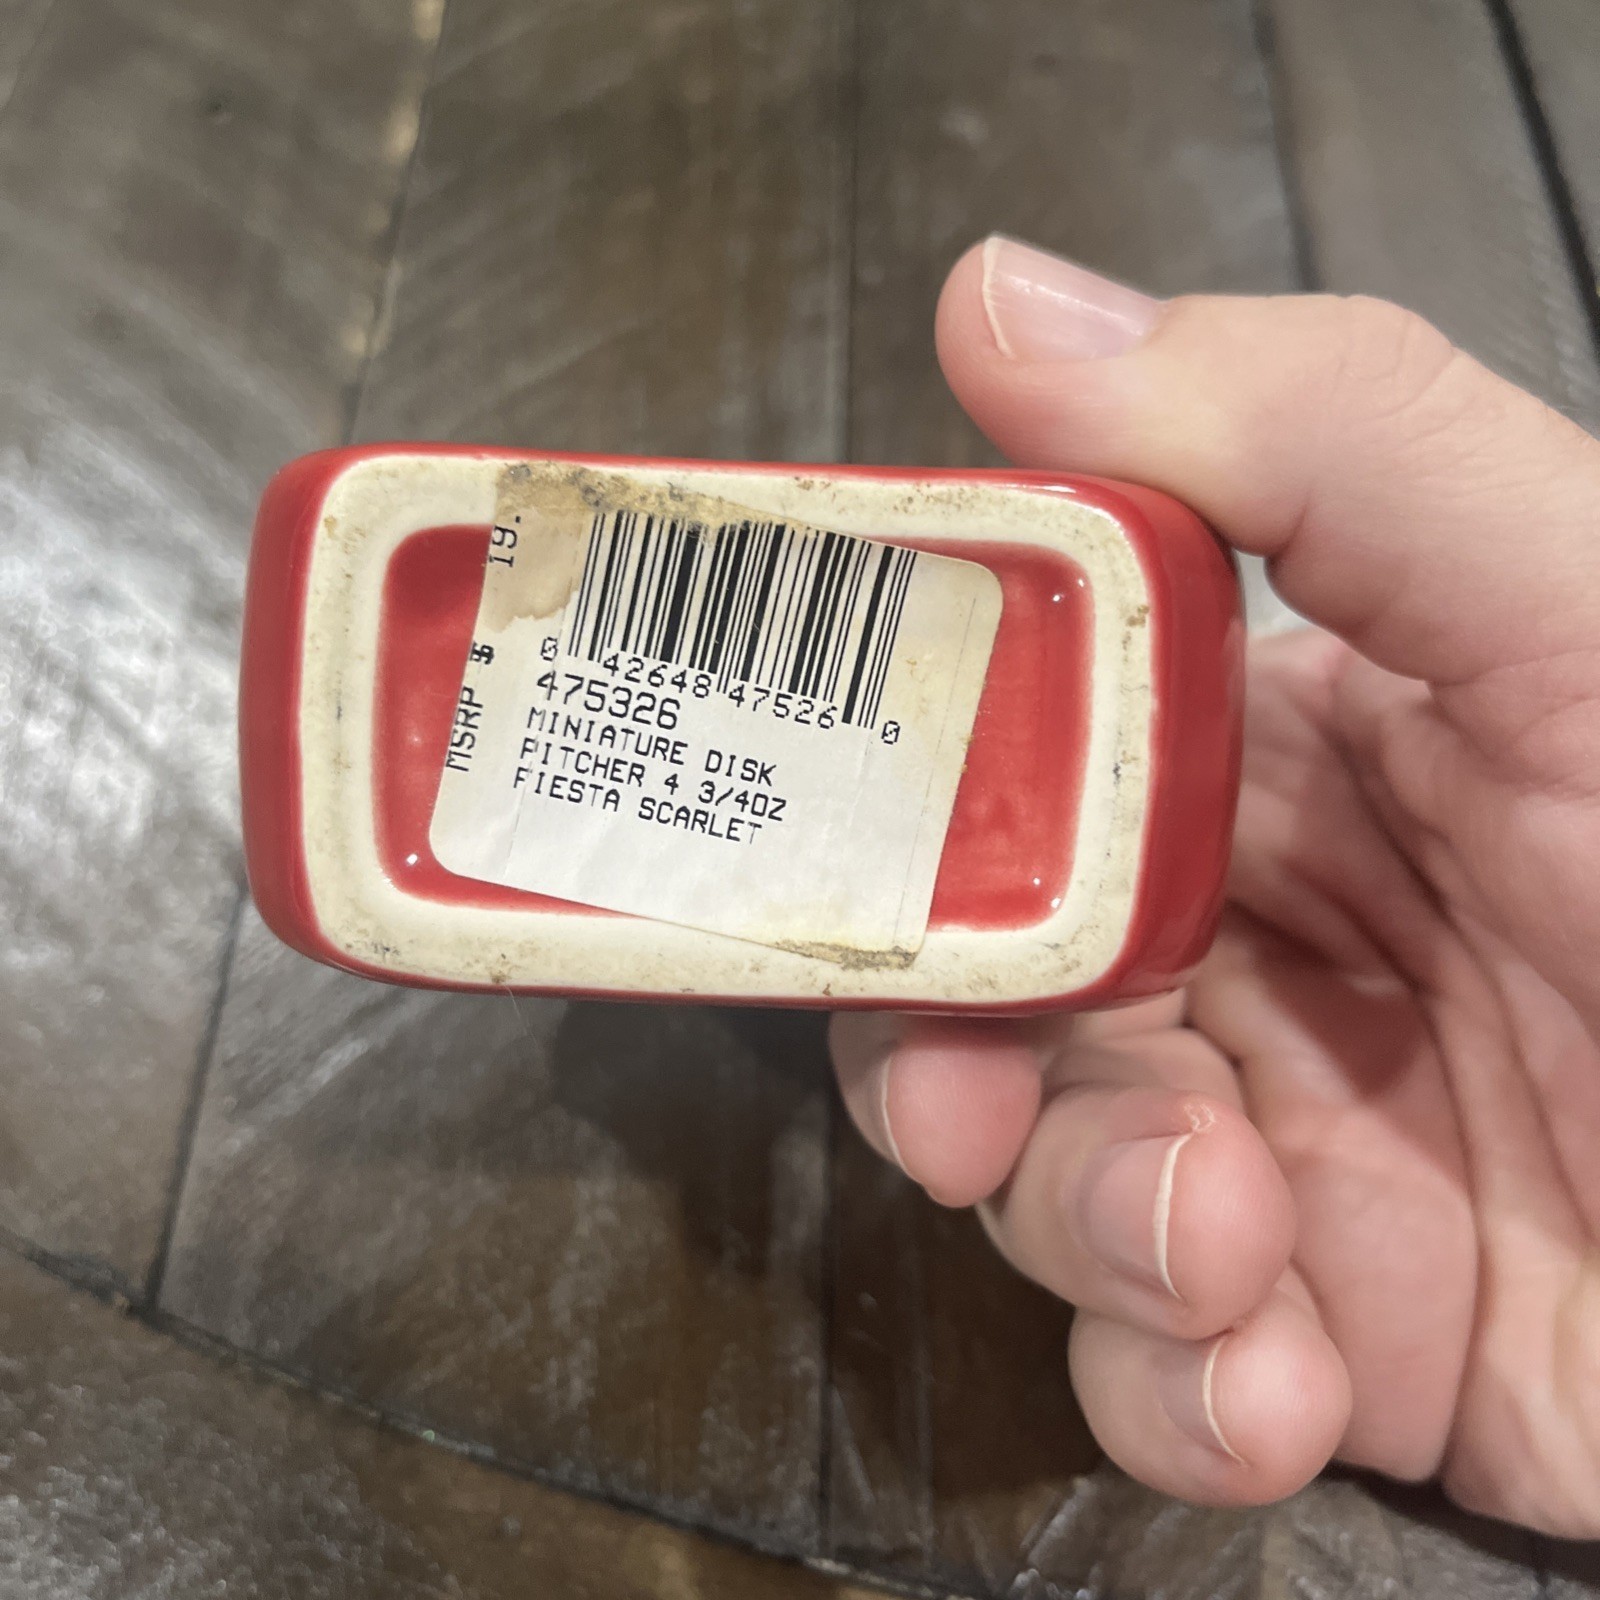 MSRP $ 19.
0 42648 47526 0
475326
MINIATURE DISK
PITCHER 4 3/4OZ
FIESTA SCARLET